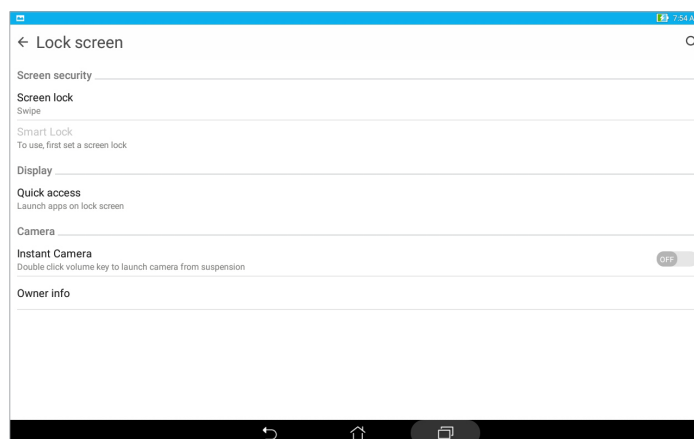 7:54 A
Lock screen
Screen security
Screen lock
Swipe
Smart Lock
To use, first set a screen lock
Display
Quick access
Launch apps on lock screen
Camera
Instant Camera
Double click volume key to launch camera from suspension
OFF
Owner info